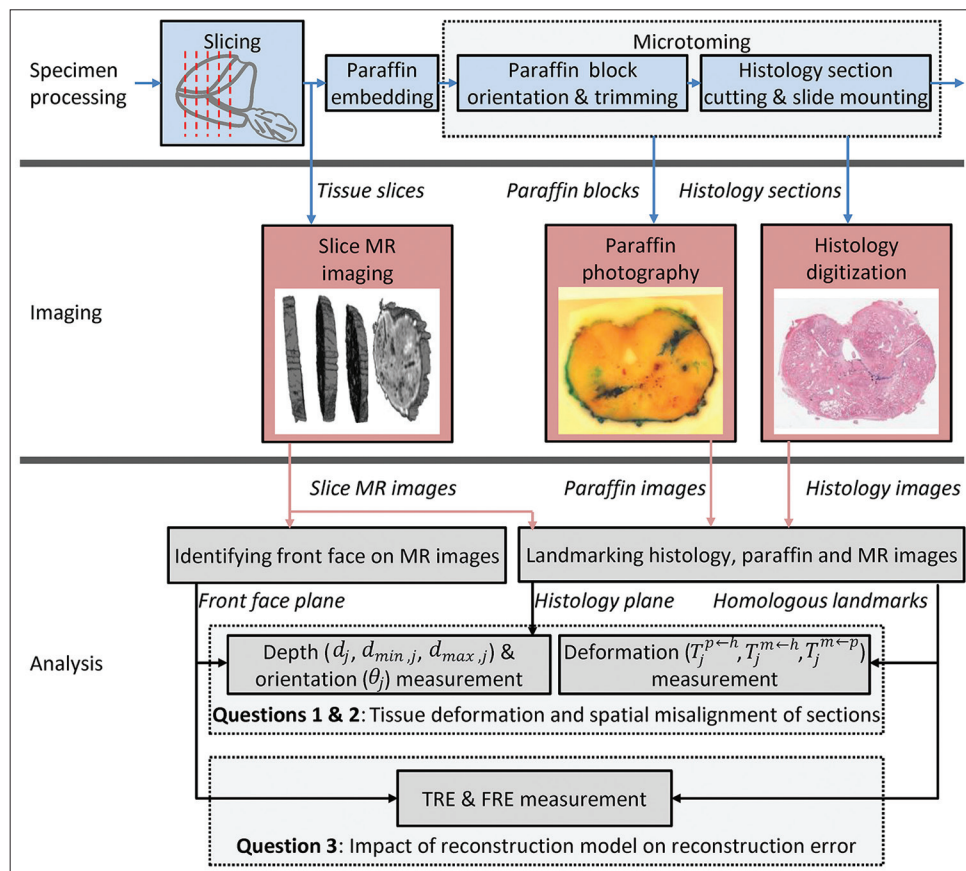 Slicing
Microtoming
Specimen
processing
Paraffin
embedding
Paraffin block
orientation & trimming
Histology section
cutting & slide mounting
Tissue slices
Paraffin blocks
Histology sections
Imaging
Slice MR
imaging
Paraffin
photography
Histology
digitization
Slice MR images
Paraffin images
Histology images
Analysis
Identifying front face on MR images
Landmarking histology, paraffin and MR images
Front face plane
Histology plane
Homologous landmarks
Depth (d_j, d_{min,j}, d_{max,j}) &
orientation (θ_j) measurement
Deformation (T_j^{p←h}, T_j^{m←h}, T_j^{m←p})
measurement
Questions 1 & 2: Tissue deformation and spatial misalignment of sections
TRE & FRE measurement
Question 3: Impact of reconstruction model on reconstruction error